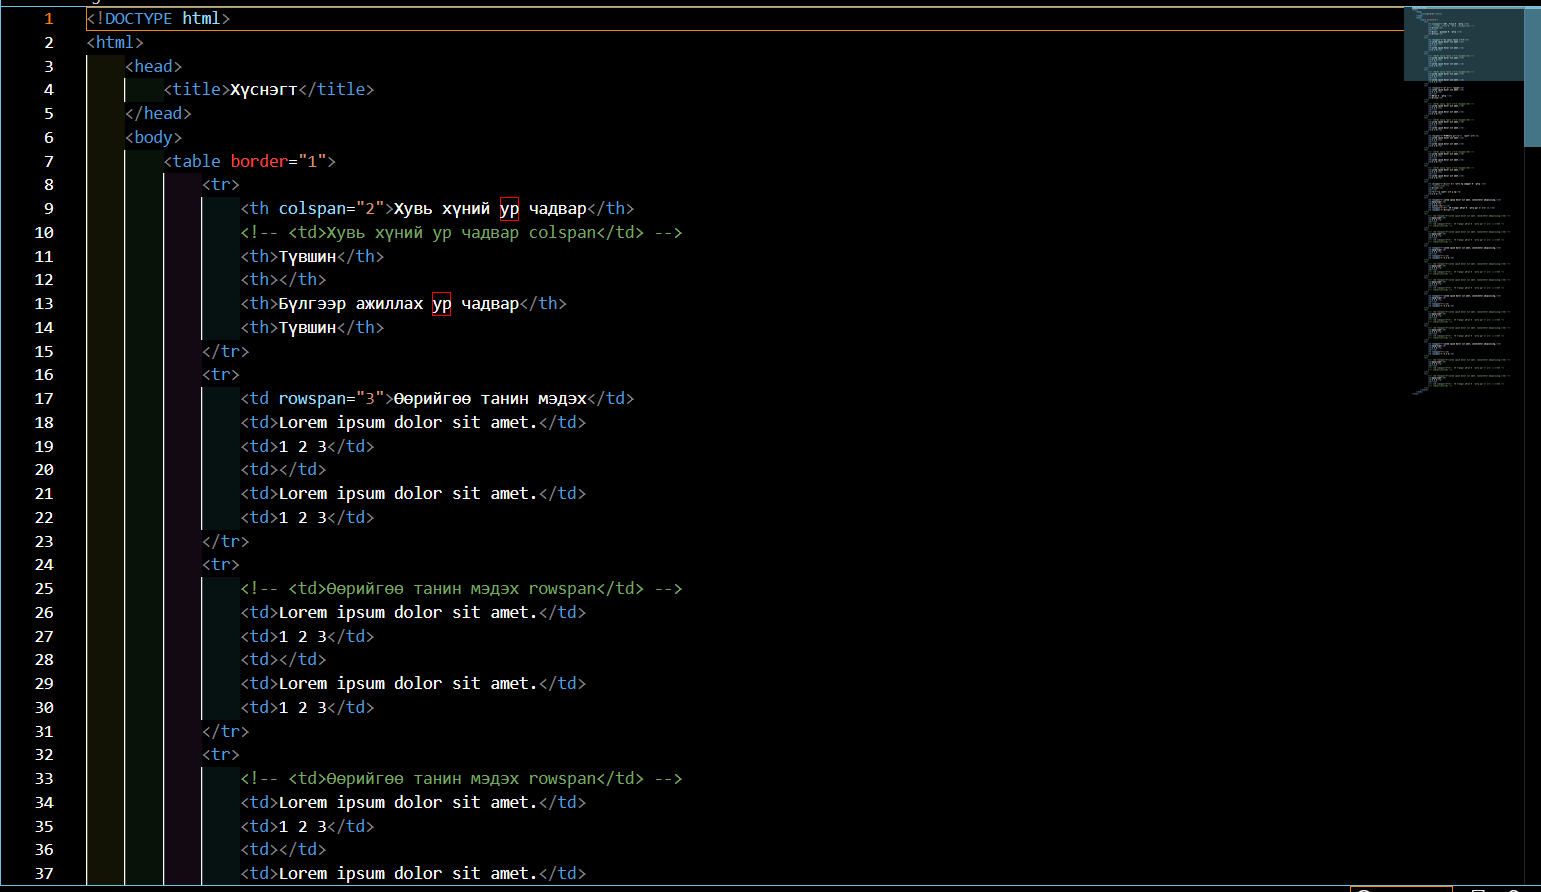 1 <!DOCTYPE html>
2 <html>
3 <head>
4 <title>Хүснэгт</title>
5 </head>
6 <body>
7 <table border="1">
8 <tr>
9 <th colspan="2">Хувь хүний ур чадвар</th>
10 <!-- <td>Хувь хүний ур чадвар colspan</td> -->
11 <th>Түвшин</th>
12 <th></th>
13 <th>Бүлгээр ажиллах ур чадвар</th>
14 <th>Түвшин</th>
15 </tr>
16 <tr>
17 <td rowspan="3">Өөрийгөө танин мэдэх</td>
18 <td>Lorem ipsum dolor sit amet.</td>
19 <td>1 2 3</td>
20 <td></td>
21 <td>Lorem ipsum dolor sit amet.</td>
22 <td>1 2 3</td>
23 </tr>
24 <tr>
25 <!-- <td>Өөрийгөө танин мэдэх rowspan</td> -->
26 <td>Lorem ipsum dolor sit amet.</td>
27 <td>1 2 3</td>
28 <td></td>
29 <td>Lorem ipsum dolor sit amet.</td>
30 <td>1 2 3</td>
31 </tr>
32 <tr>
33 <!-- <td>Өөрийгөө танин мэдэх rowspan</td> -->
34 <td>Lorem ipsum dolor sit amet.</td>
35 <td>1 2 3</td>
36 <td></td>
37 <td>Lorem ipsum dolor sit amet.</td>